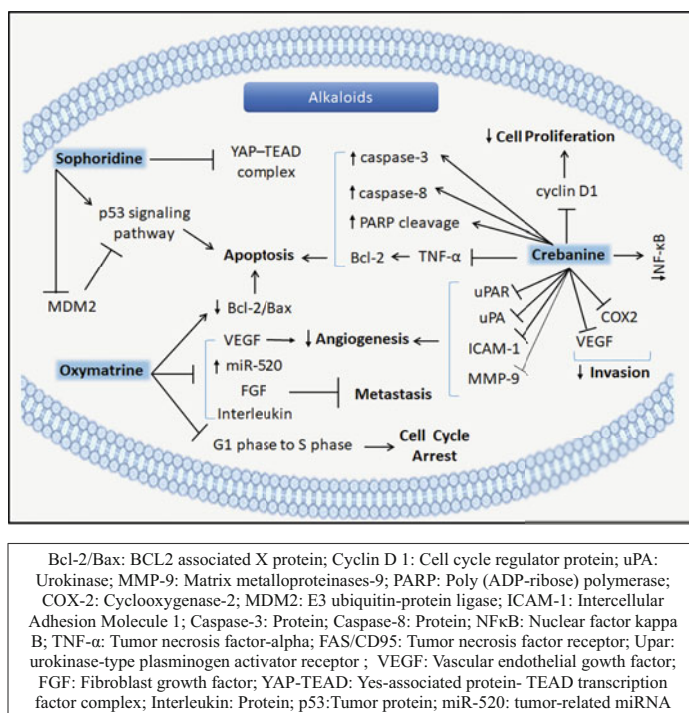 Alkaloids
Sophoridine
YAP–TEAD
complex
p53 signaling
pathway
MDM2
Apoptosis
↓ Bcl-2/Bax
Oxymatrine
VEGF
↑ miR-520
FGF
Interleukin
G1 phase to S phase
Cell Cycle
Arrest
↓ Angiogenesis
Metastasis
↑ caspase-3
↑ caspase-8
↑ PARP cleavage
Bcl-2
TNF-α
↓ Cell Proliferation
cyclin D1
Crebanine
↓NF-κB
uPAR
uPA
ICAM-1
MMP-9
COX2
VEGF
↓ Invasion
Bcl-2/Bax: BCL2 associated X protein; Cyclin D 1: Cell cycle regulator protein; uPA:
Urokinase; MMP-9: Matrix metalloproteinases-9; PARP: Poly (ADP-ribose) polymerase;
COX-2: Cyclooxygenase-2; MDM2: E3 ubiquitin-protein ligase; ICAM-1: Intercellular
Adhesion Molecule 1; Caspase-3: Protein; Caspase-8: Protein; NFκB: Nuclear factor kappa
B; TNF-α: Tumor necrosis factor-alpha; FAS/CD95: Tumor necrosis factor receptor; Upar:
urokinase-type plasminogen activator receptor ; VEGF: Vascular endothelial gowth factor;
FGF: Fibroblast growth factor; YAP-TEAD: Yes-associated protein- TEAD transcription
factor complex; Interleukin: Protein; p53:Tumor protein; miR-520: tumor-related miRNA